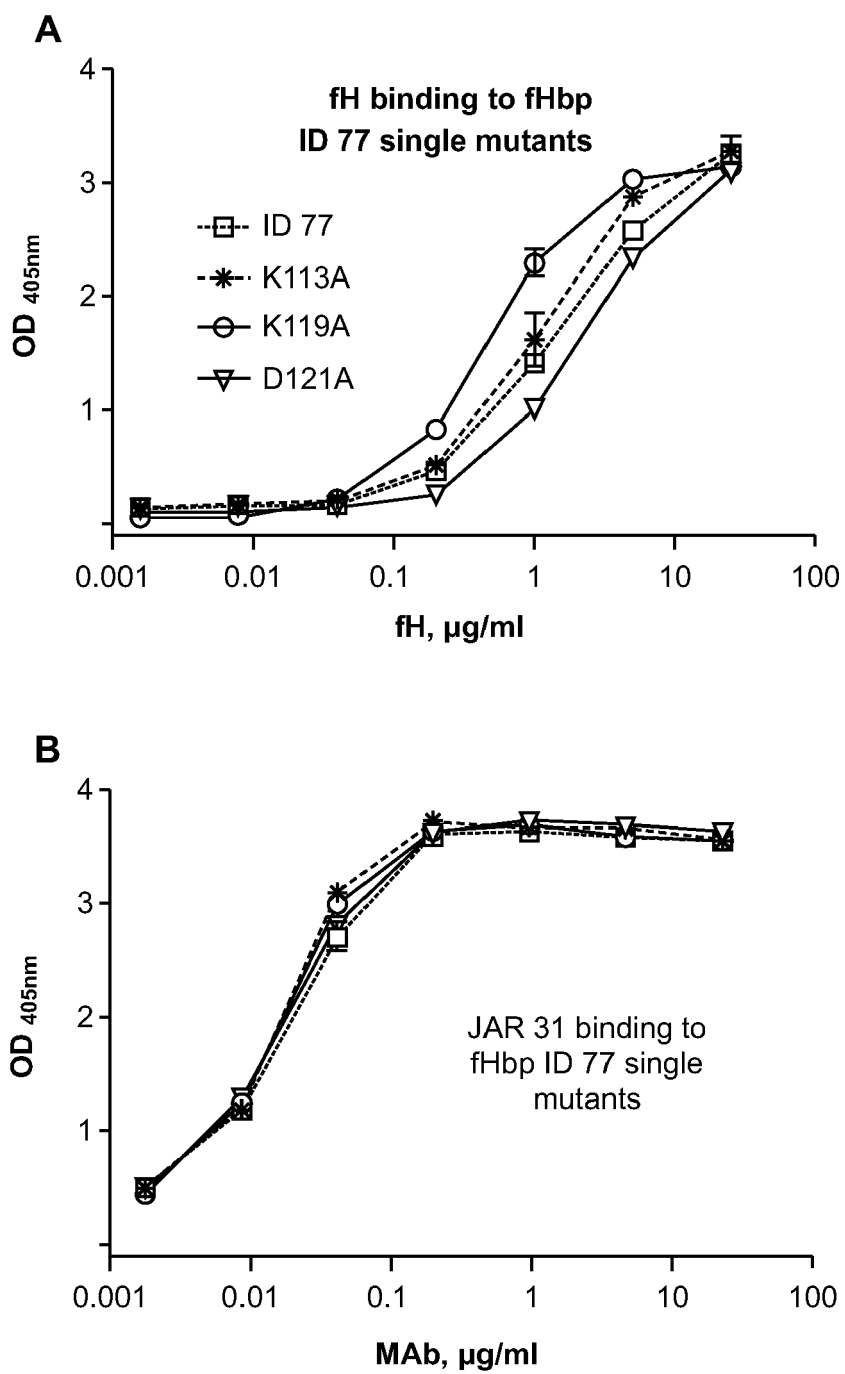 A
4
fH binding to fHbp
ID 77 single mutants
3
ID 77
K113A
2
K119A
D121A
1
OD 405nm
0.001 0.01 0.1 1 10 100
fH, µg/ml
B
4
3
2
JAR 31 binding to
fHbp ID 77 single
mutants
1
OD 405nm
0.001 0.01 0.1 1 10 100
MAb, µg/ml